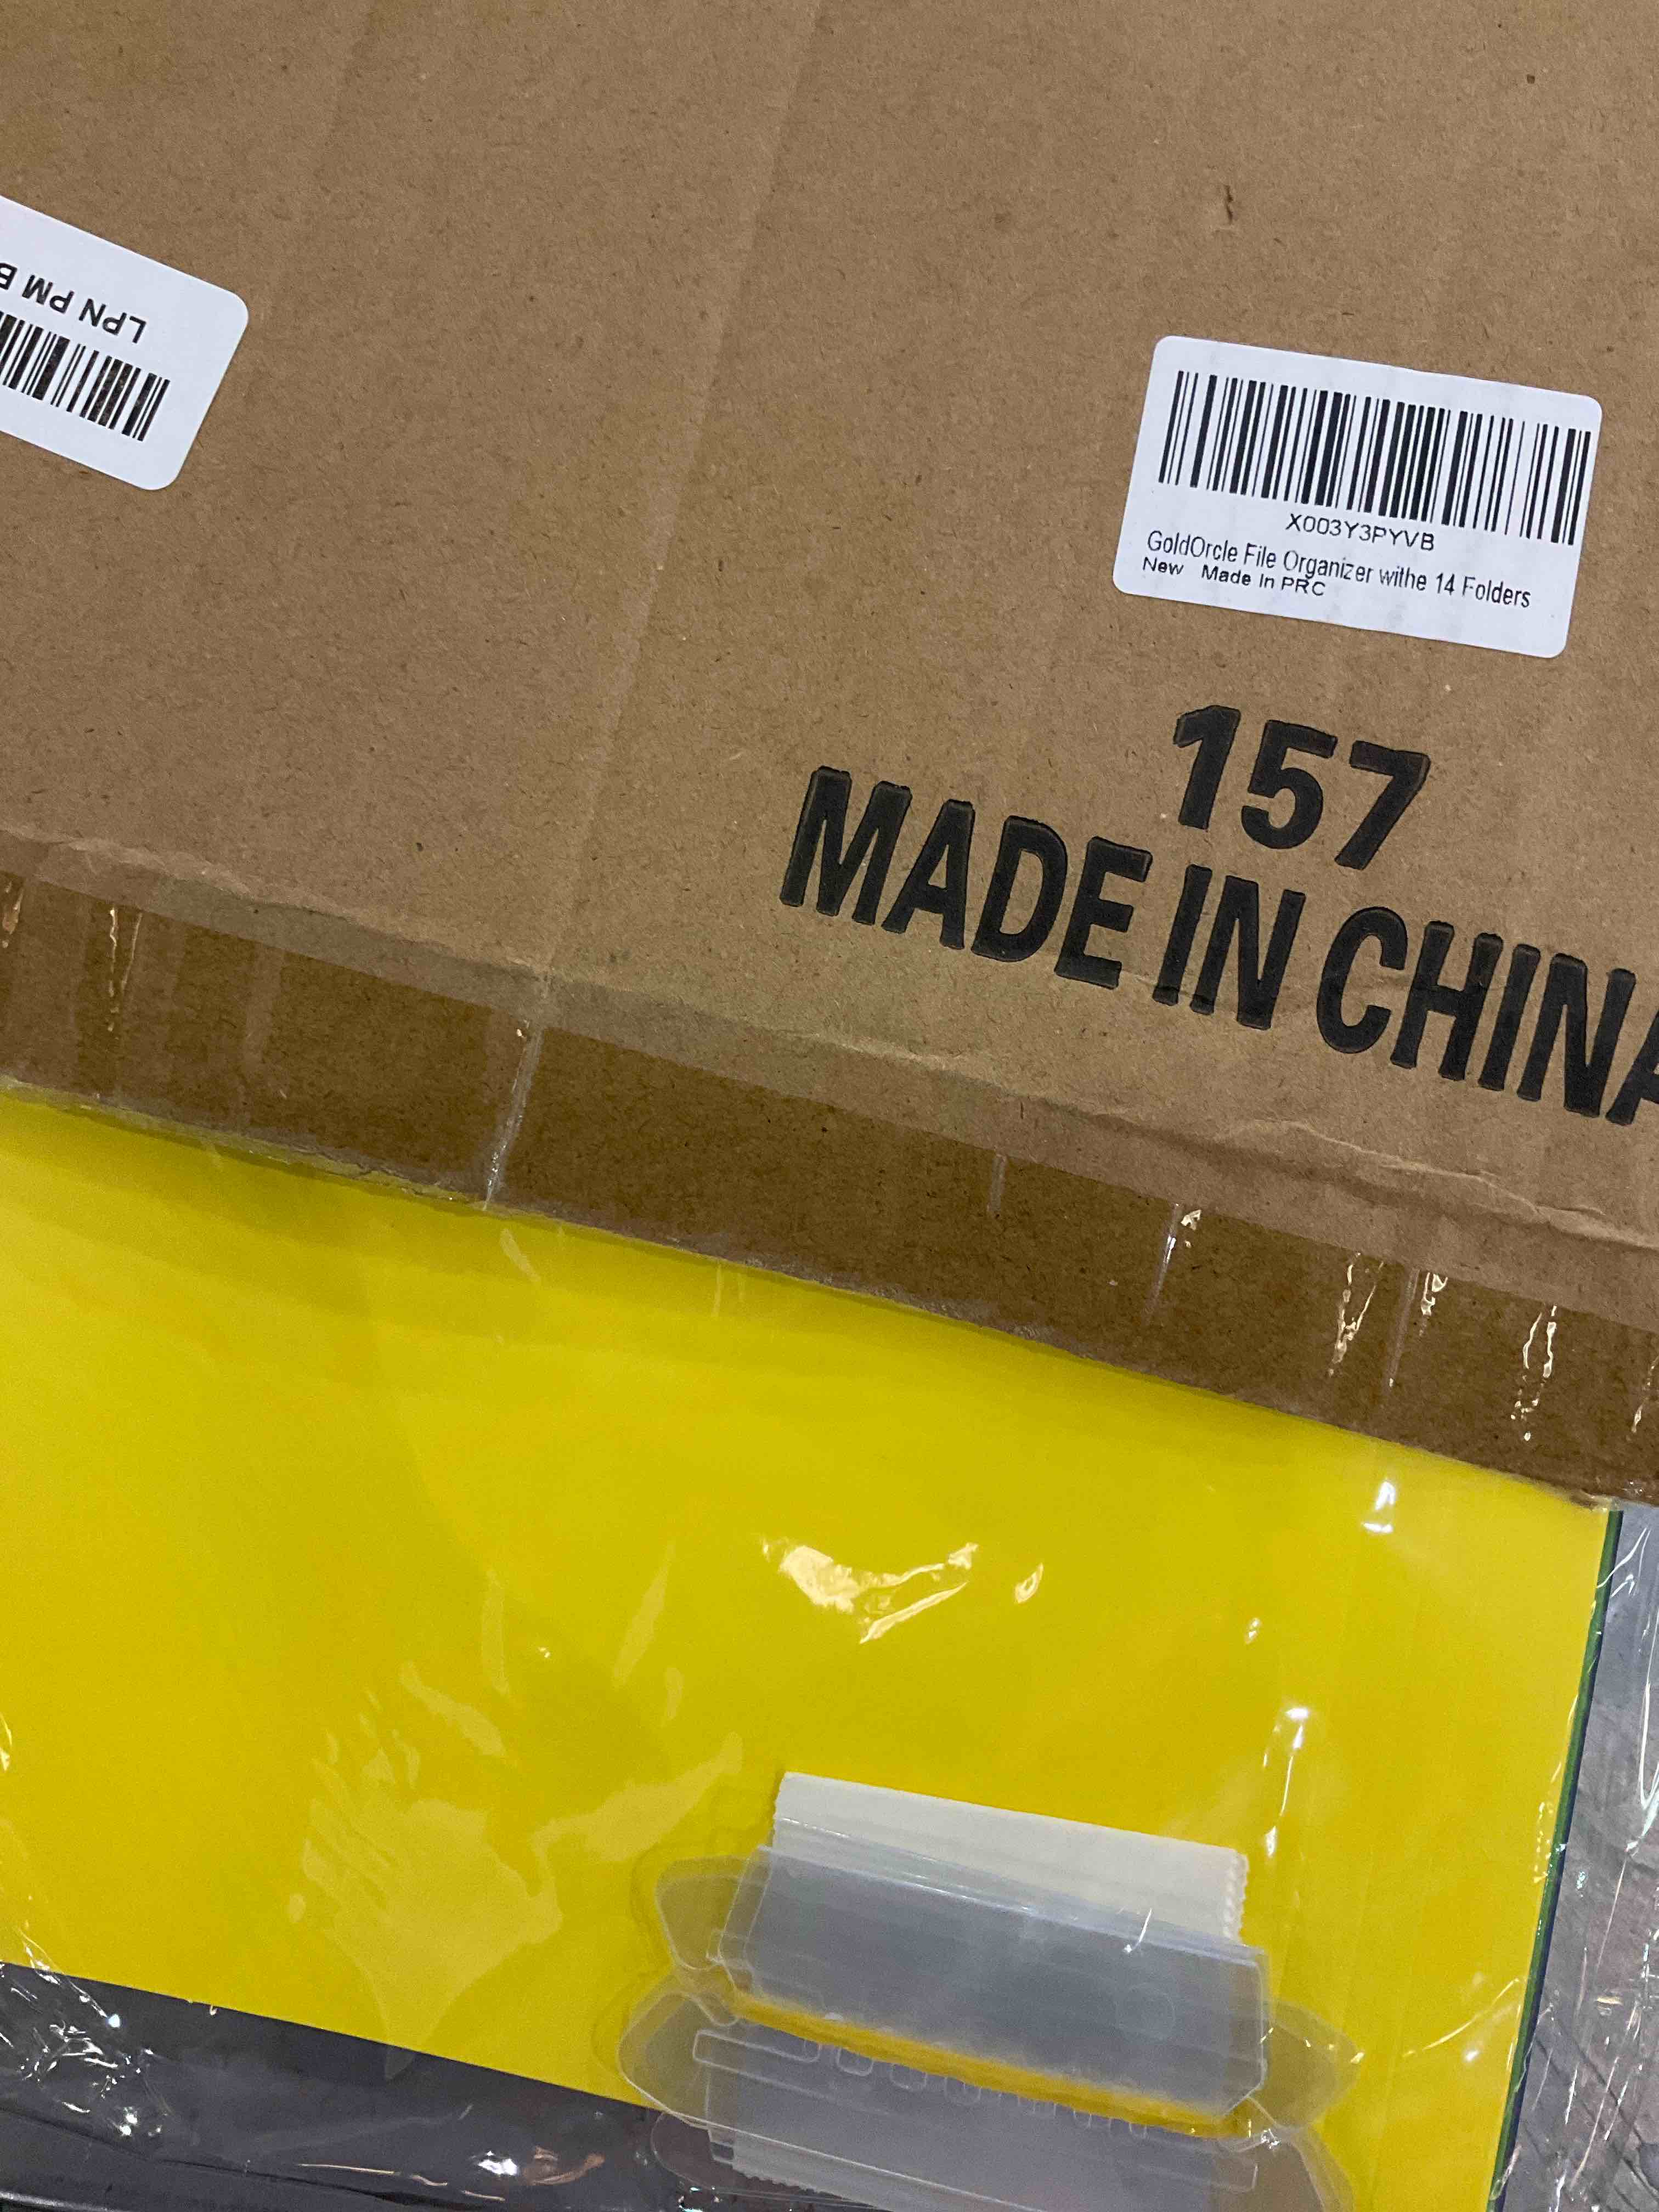 LPN PM
X003Y3PYVB
GoldOrcle File Organizer withe 14 Folders
New Made In PRC
157
MADE IN CHINA